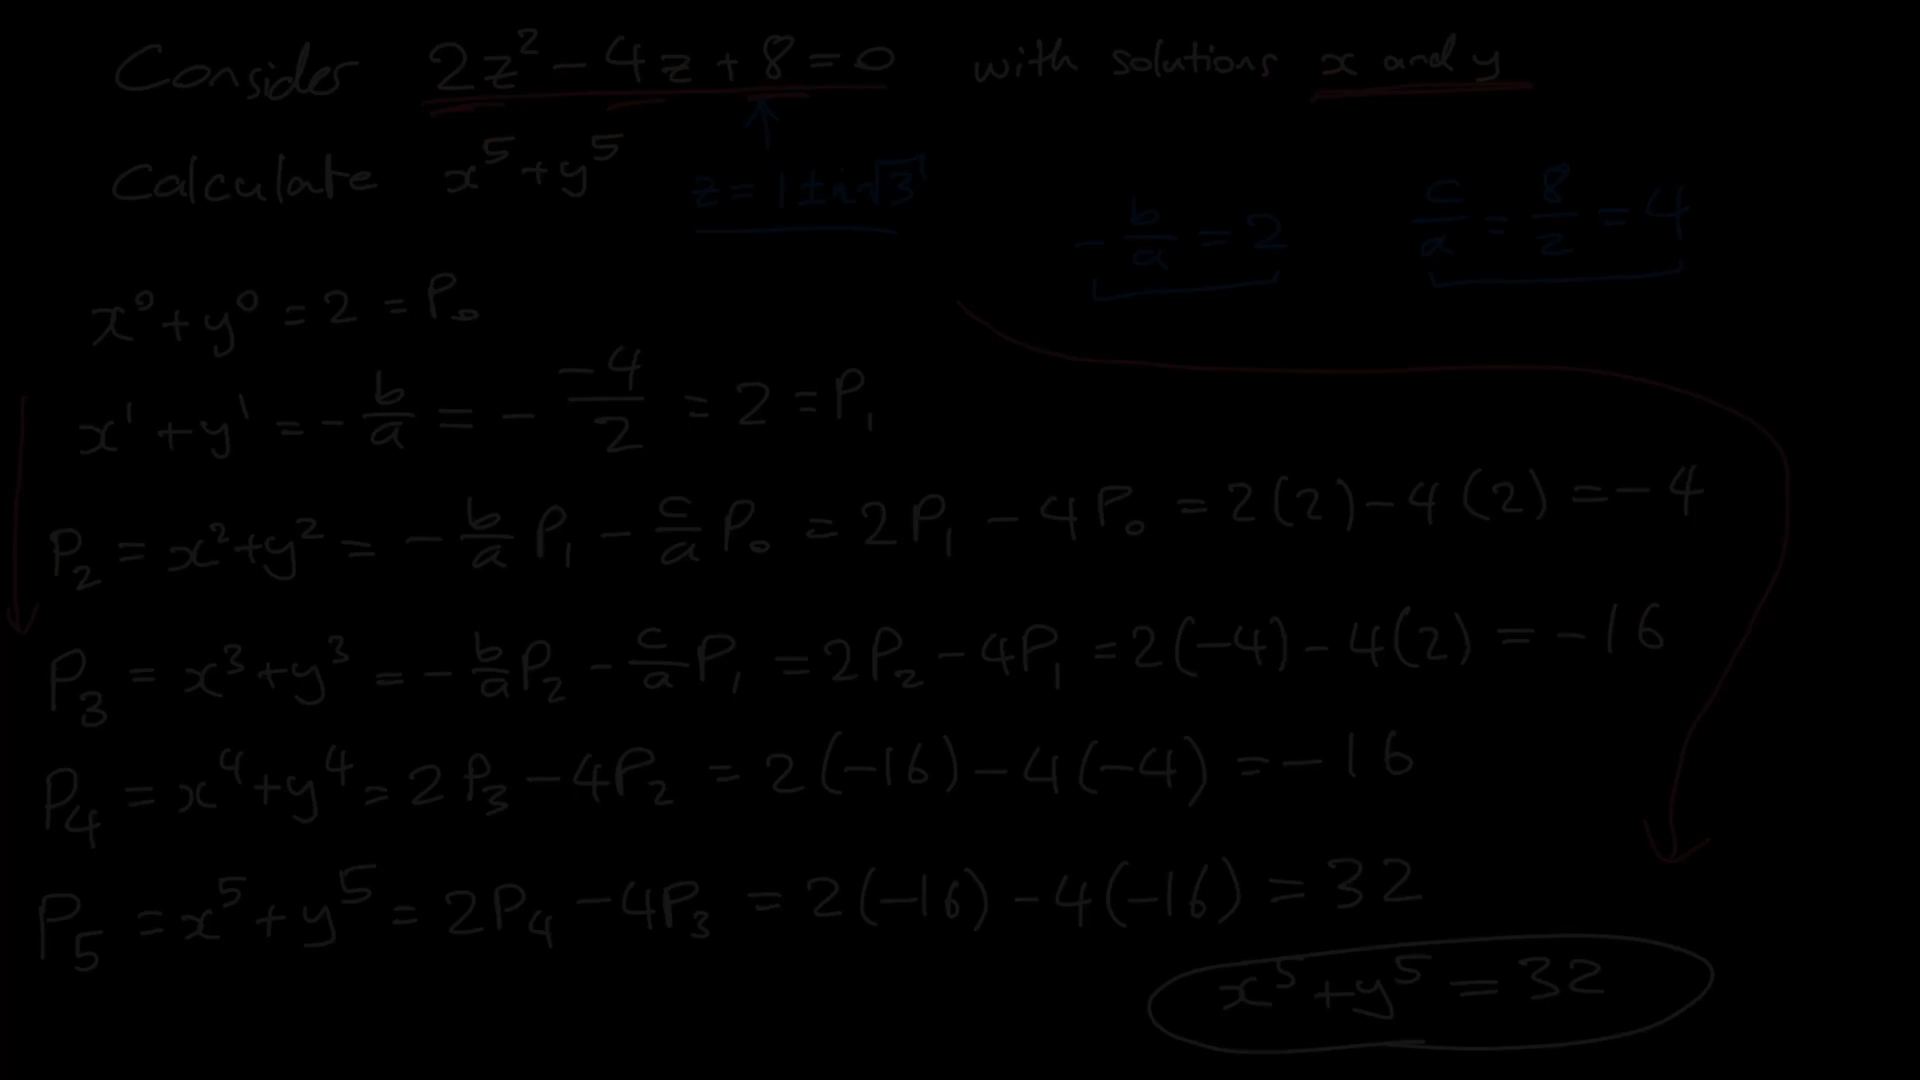 Consider 2z² - 4z + 8 = 0 with solutions x and y
Calculate x⁵ + y⁵
z = 1 ± i√3
-b/a = 2
c/a = 8/2 = 4
x⁰ + y⁰ = 2 = P₀
x¹ + y¹ = -b/a = - -4/2 = 2 = P₁
P₂ = x² + y² = -b/a P₁ - c/a P₀ = 2P₁ - 4P₀ = 2(2) - 4(2) = -4
P₃ = x³ + y³ = -b/a P₂ - c/a P₁ = 2P₂ - 4P₁ = 2(-4) - 4(2) = -16
P₄ = x⁴ + y⁴ = 2P₃ - 4P₂ = 2(-16) - 4(-4) = -16
P₅ = x⁵ + y⁵ = 2P₄ - 4P₃ = 2(-16) - 4(-16) = 32
x⁵ + y⁵ = 32